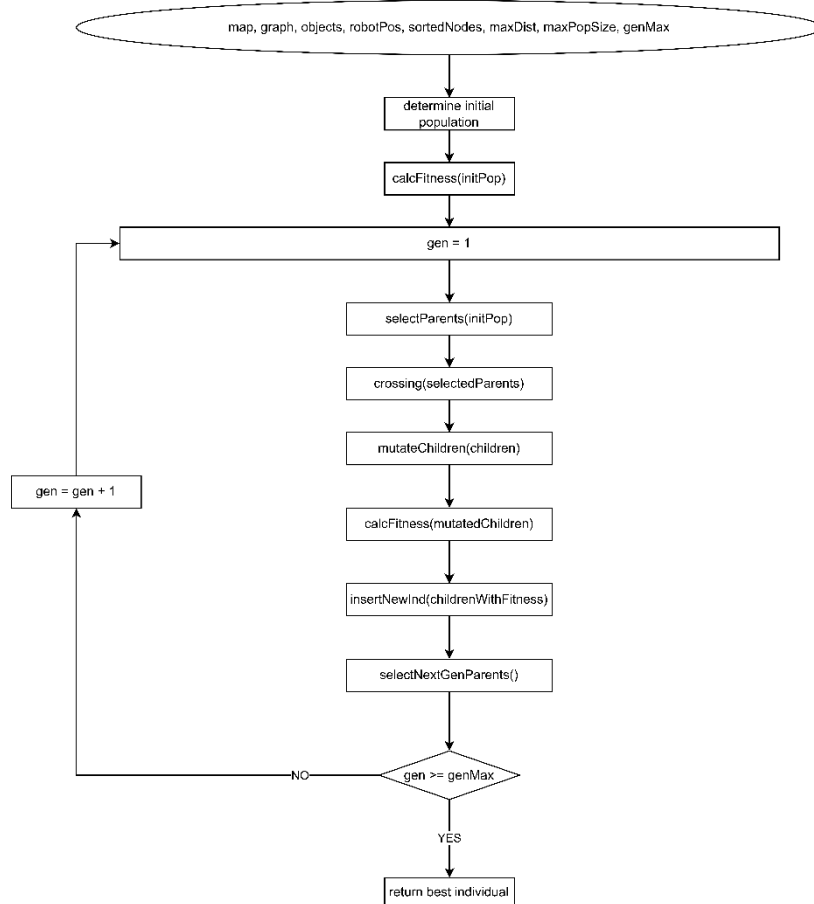 map, graph, objects, robotPos, sortedNodes, maxDist, maxPopSize, genMax
determine initial
population
calcFitness(initPop)
gen = 1
selectParents(initPop)
crossing(selectedParents)
mutateChildren(children)
gen = gen + 1
calcFitness(mutatedChildren)
insertNewInd(childrenWithFitness)
selectNextGenParents()
NO
gen >= genMax
YES
return best individual